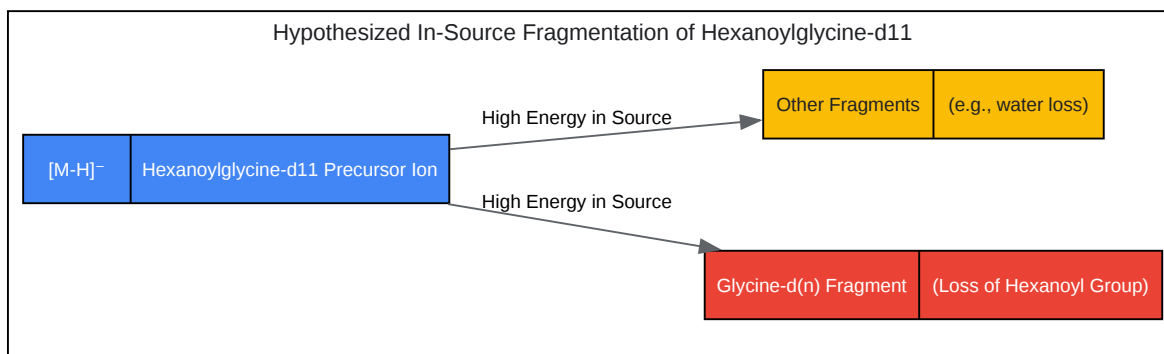 Hypothesized In-Source Fragmentation of Hexanoylglycine-d11
Other Fragments (e.g., water loss)
High Energy in Source
[M-H]⁻ Hexanoylglycine-d11 Precursor Ion
High Energy in Source
Glycine-d(n) Fragment (Loss of Hexanoyl Group)